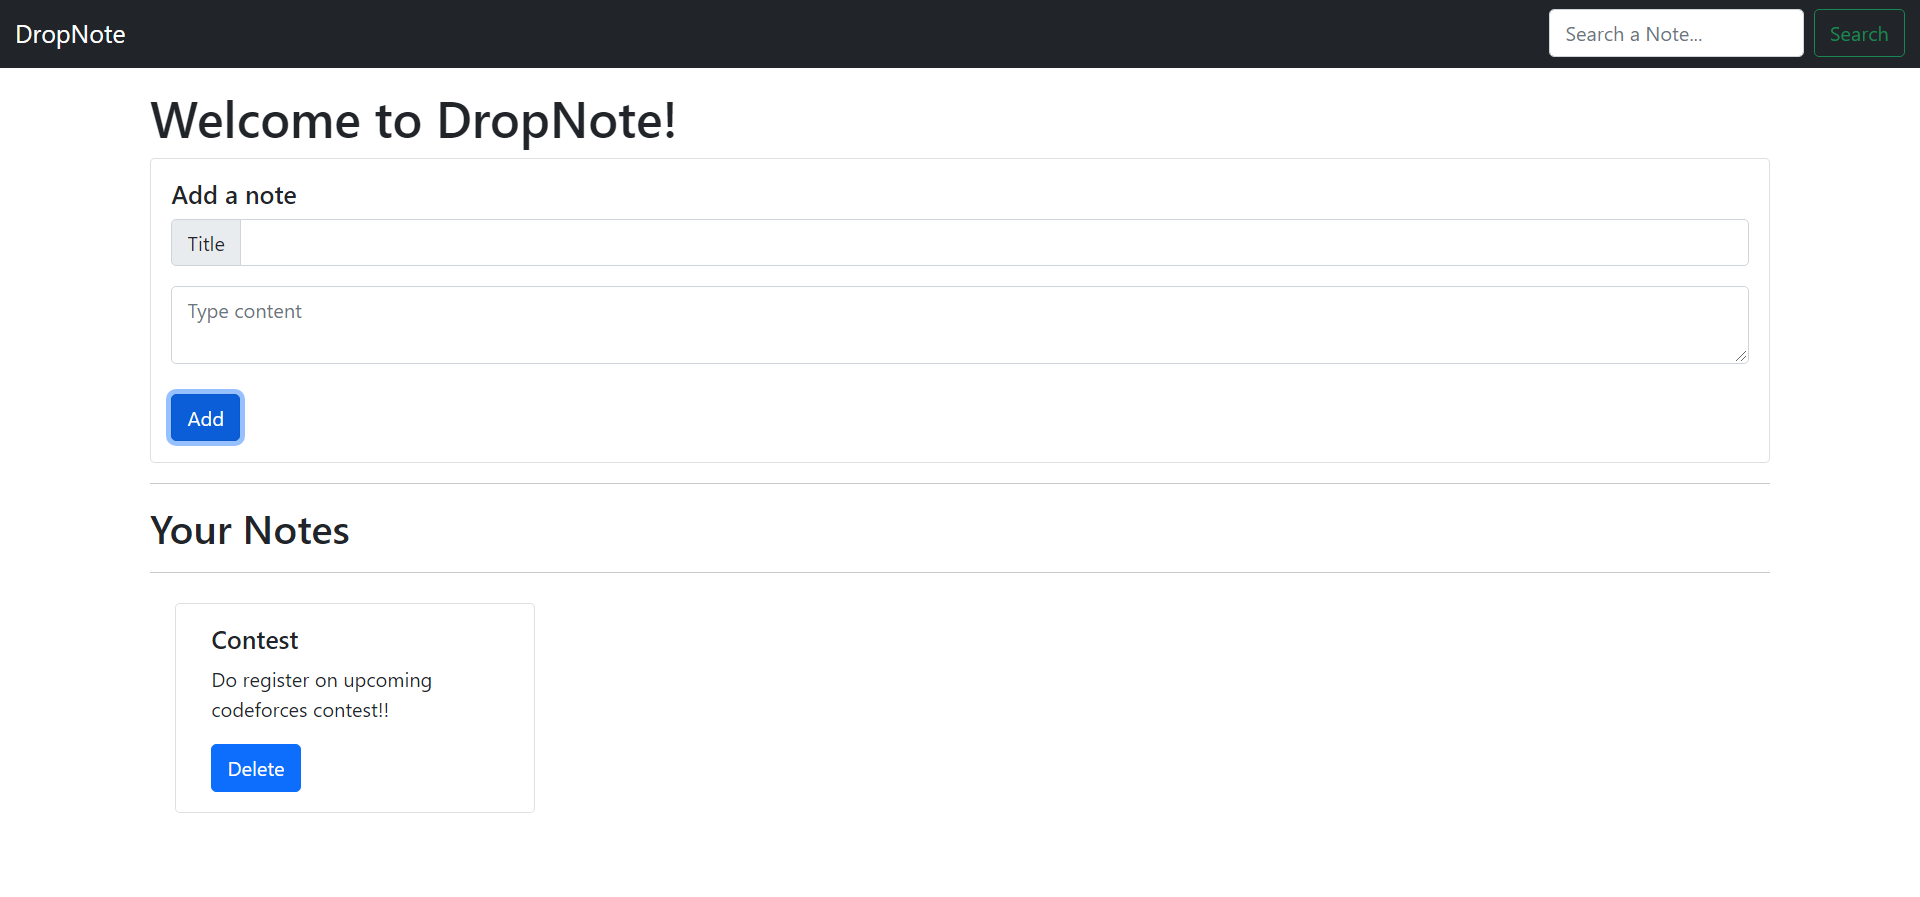 DropNote
Search a Note...
Search
Welcome to DropNote!
Add a note
Title
Type content
Add
Your Notes
Contest
Do register on upcoming
codeforces contest!!
Delete